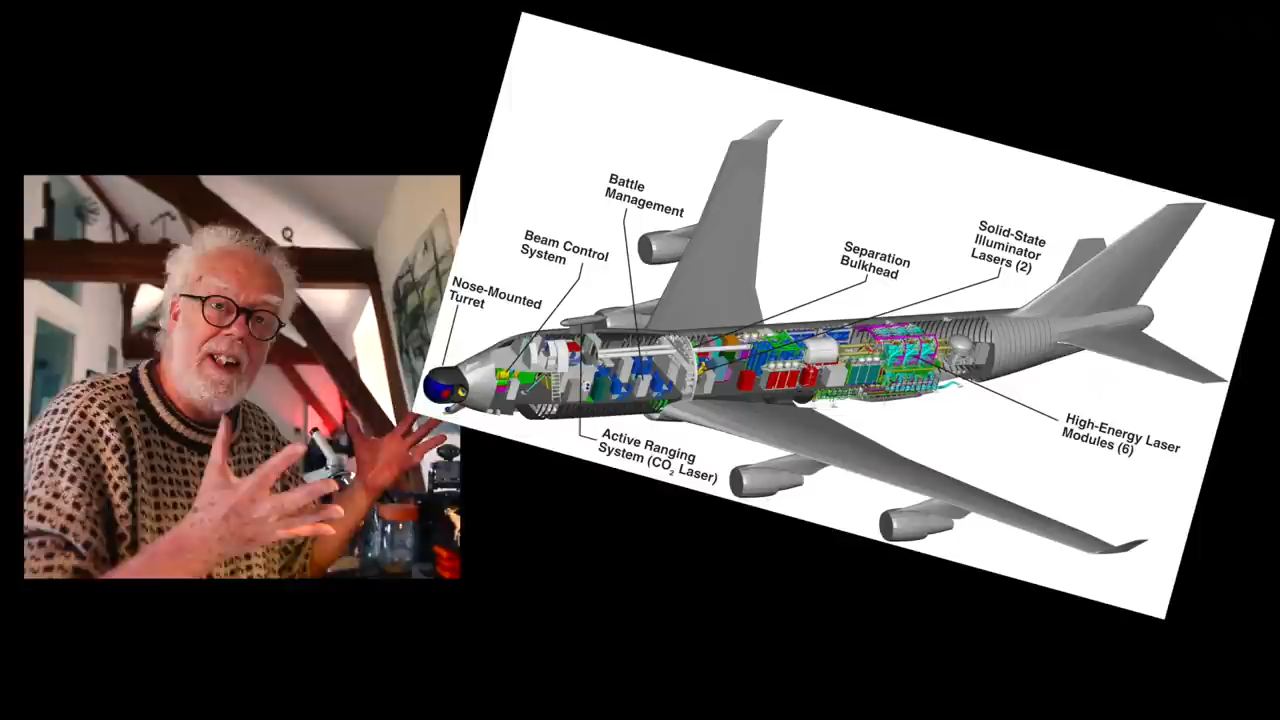 Battle
Management
Beam Control
System
Nose-Mounted
Turret
Separation
Bulkhead
Solid-State
Illuminator
Lasers (2)
High-Energy Laser
Modules (6)
Active Ranging
System (CO₂ Laser)